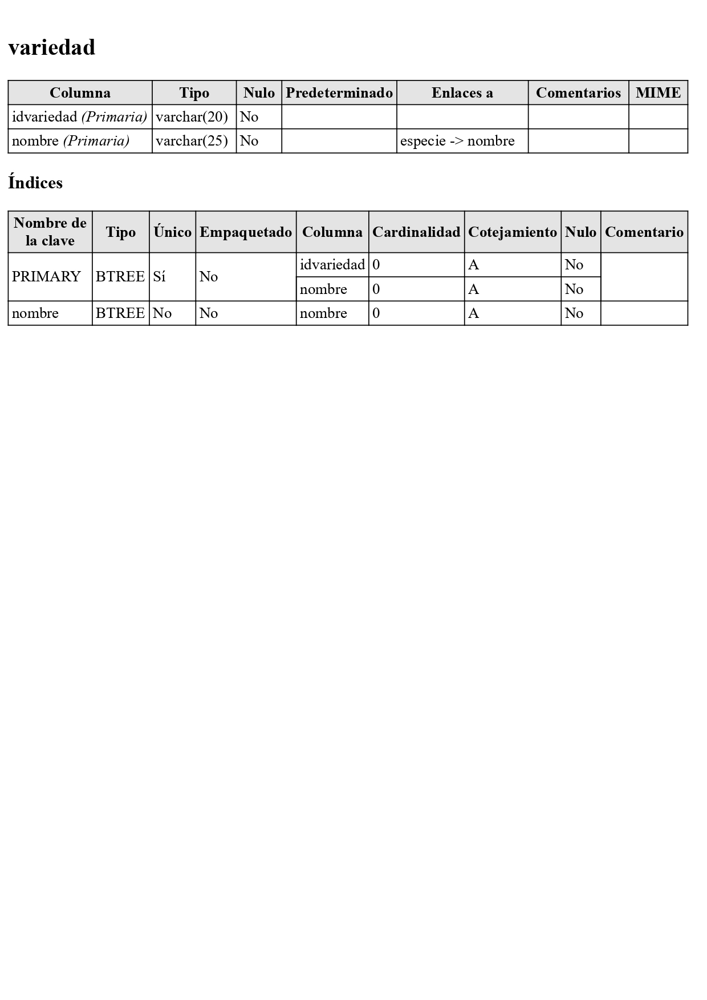 variedad
Columna Tipo Nulo Predeterminado Enlaces a Comentarios MIME
idvariedad (Primaria) varchar(20) No
nombre (Primaria) varchar(25) No especie -> nombre
Índices
Nombre de la clave Tipo Único Empaquetado Columna Cardinalidad Cotejamiento Nulo Comentario
PRIMARY BTREE Sí No idvariedad 0 A No
nombre 0 A No
nombre BTREE No No nombre 0 A No